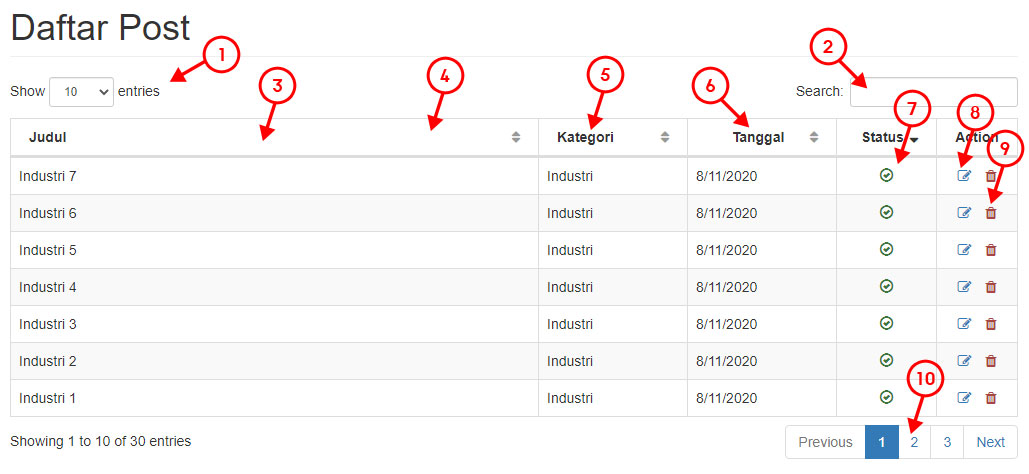 Daftar Post
1
2
3
4
5
6
7
8
9
Show 10 entries
Search:
Judul Kategori Tanggal Status Action
Industri 7 Industri 8/11/2020
Industri 6 Industri 8/11/2020
Industri 5 Industri 8/11/2020
Industri 4 Industri 8/11/2020
Industri 3 Industri 8/11/2020
Industri 2 Industri 8/11/2020
Industri 1 Industri 8/11/2020
10
Showing 1 to 10 of 30 entries
Previous 1 2 3 Next